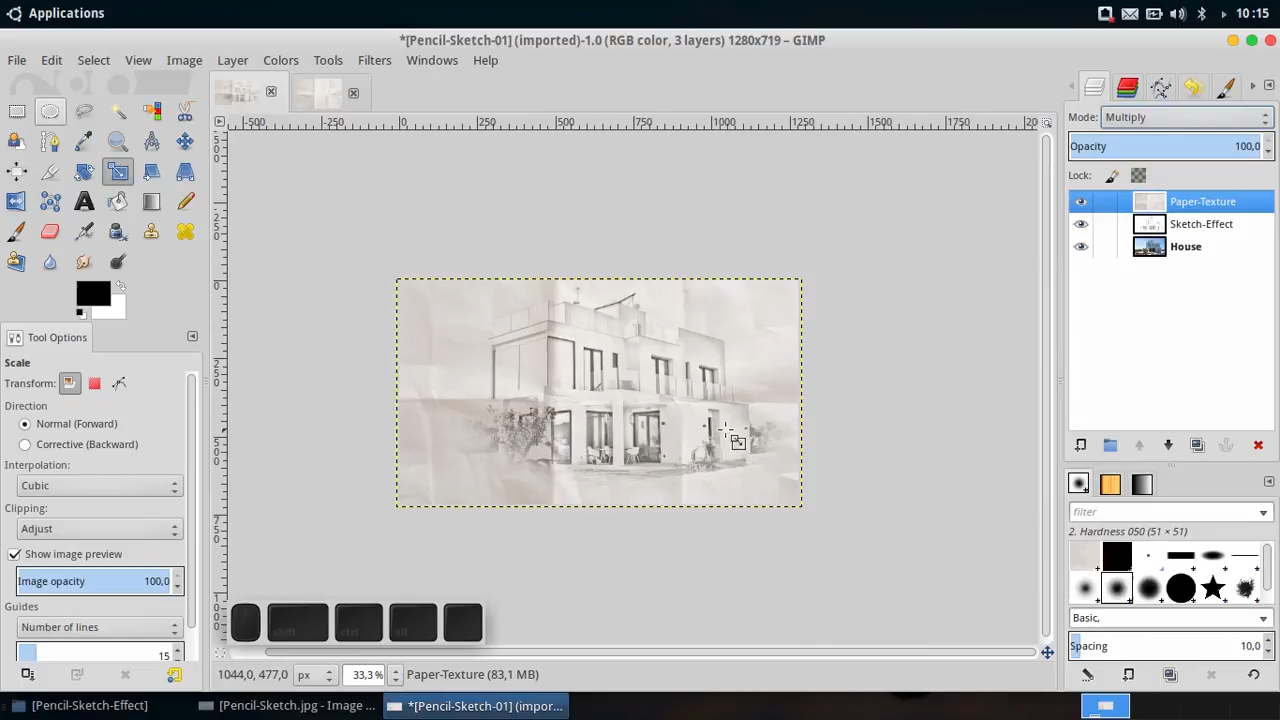 Applications
10:15
*[Pencil-Sketch-01] (imported)-1.0 (RGB color, 3 layers) 1280x719 – GIMP
File Edit Select View Image Layer Colors Tools Filters Windows Help
Mode: Multiply
Opacity 100,0
Lock:
Paper-Texture
Sketch-Effect
House
-500 -250 0 250 500 750 1000 1250 1500 1750 20
Tool Options
Scale
Transform:
Direction
Normal (Forward)
Corrective (Backward)
Interpolation:
Cubic
Clipping:
Adjust
Show image preview
Image opacity 100,0
Guides
Number of lines
15
filter
2. Hardness 050 (51 × 51)
Basic,
Spacing 10,0
shift ctrl alt
1044,0, 477,0 px 33,3 % Paper-Texture (83,1 MB)
[Pencil-Sketch-Effect] [Pencil-Sketch.jpg - Image ... *[Pencil-Sketch-01] (impor...